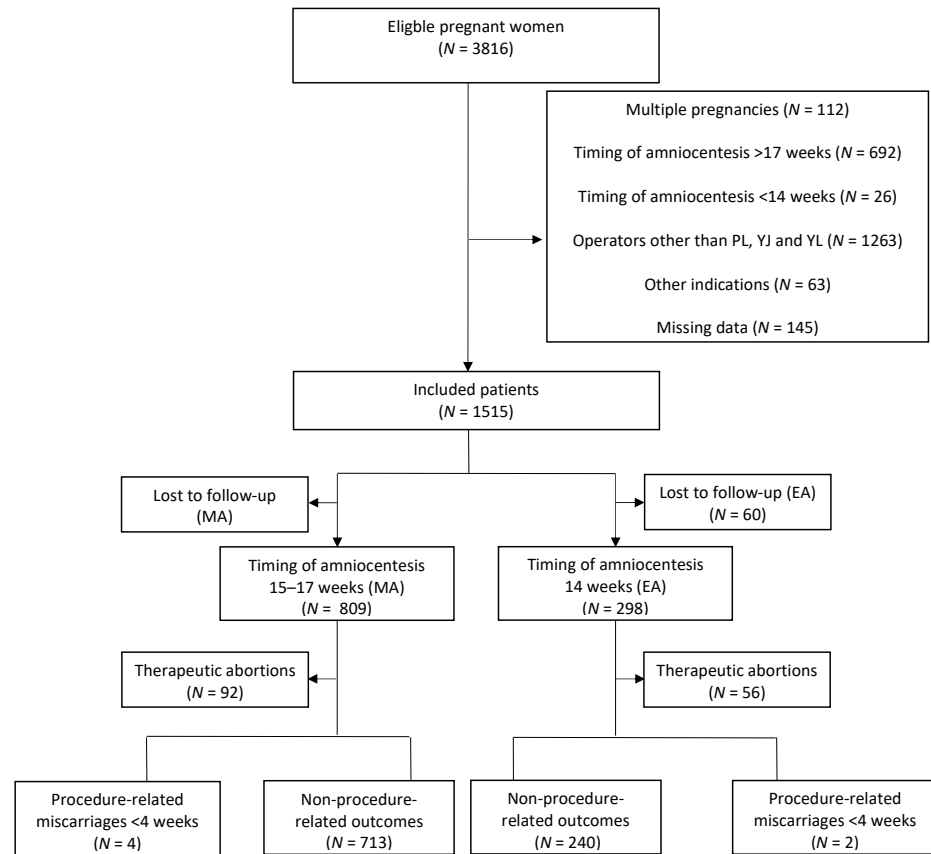 Eligble pregnant women
(N = 3816)
Multiple pregnancies (N = 112)
Timing of amniocentesis >17 weeks (N = 692)
Timing of amniocentesis <14 weeks (N = 26)
Operators other than PL, YJ and YL (N = 1263)
Other indications (N = 63)
Missing data (N = 145)
Included patients
(N = 1515)
Lost to follow-up
(MA)
Lost to follow-up (EA)
(N = 60)
Timing of amniocentesis
15–17 weeks (MA)
(N = 809)
Timing of amniocentesis
14 weeks (EA)
(N = 298)
Therapeutic abortions
(N = 92)
Therapeutic abortions
(N = 56)
Procedure-related
miscarriages <4 weeks
(N = 4)
Non-procedure-
related outcomes
(N = 713)
Non-procedure-
related outcomes
(N = 240)
Procedure-related
miscarriages <4 weeks
(N = 2)